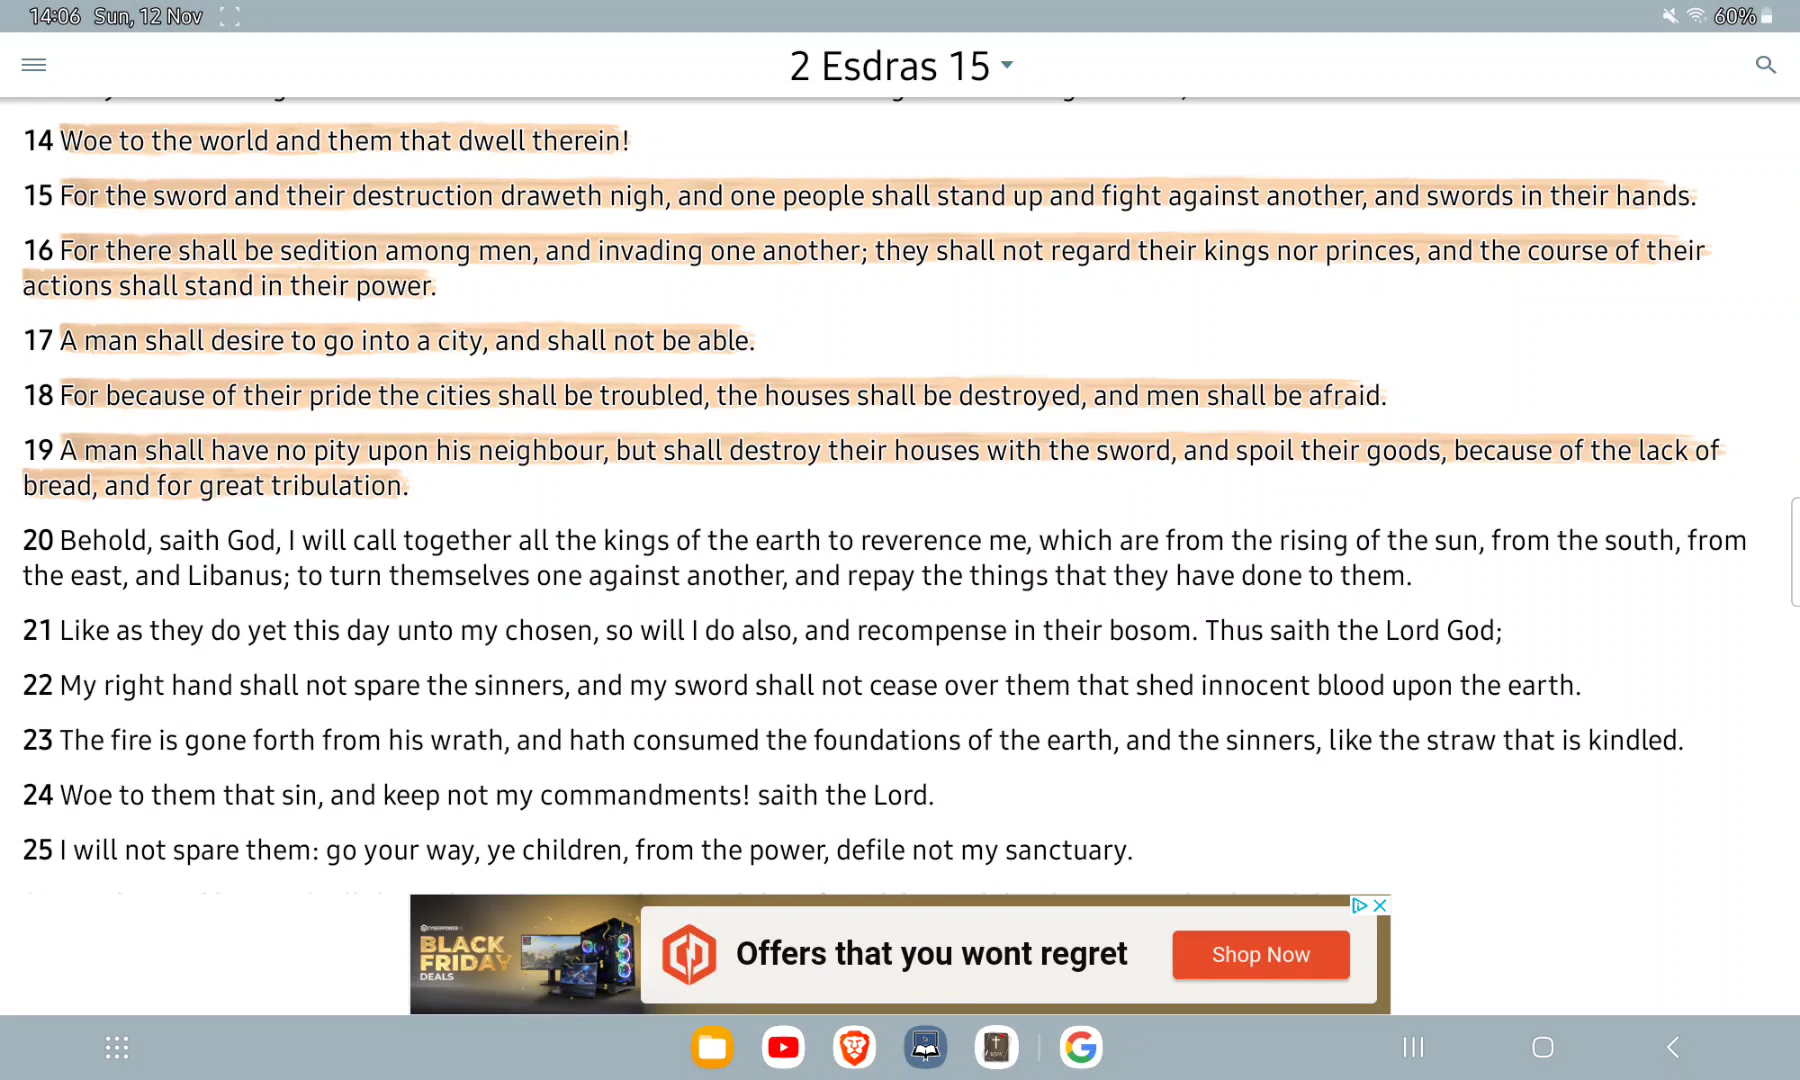 14:06 Sun, 12 Nov 60%
2 Esdras 15
14 Woe to the world and them that dwell therein!
15 For the sword and their destruction draweth nigh, and one people shall stand up and fight against another, and swords in their hands.
16 For there shall be sedition among men, and invading one another; they shall not regard their kings nor princes, and the course of their
actions shall stand in their power.
17 A man shall desire to go into a city, and shall not be able.
18 For because of their pride the cities shall be troubled, the houses shall be destroyed, and men shall be afraid.
19 A man shall have no pity upon his neighbour, but shall destroy their houses with the sword, and spoil their goods, because of the lack of
bread, and for great tribulation.
20 Behold, saith God, I will call together all the kings of the earth to reverence me, which are from the rising of the sun, from the south, from
the east, and Libanus; to turn themselves one against another, and repay the things that they have done to them.
21 Like as they do yet this day unto my chosen, so will I do also, and recompense in their bosom. Thus saith the Lord God;
22 My right hand shall not spare the sinners, and my sword shall not cease over them that shed innocent blood upon the earth.
23 The fire is gone forth from his wrath, and hath consumed the foundations of the earth, and the sinners, like the straw that is kindled.
24 Woe to them that sin, and keep not my commandments! saith the Lord.
25 I will not spare them: go your way, ye children, from the power, defile not my sanctuary.
CYBERPOWER
BLACK
FRIDAY
DEALS
Offers that you wont regret
Shop Now